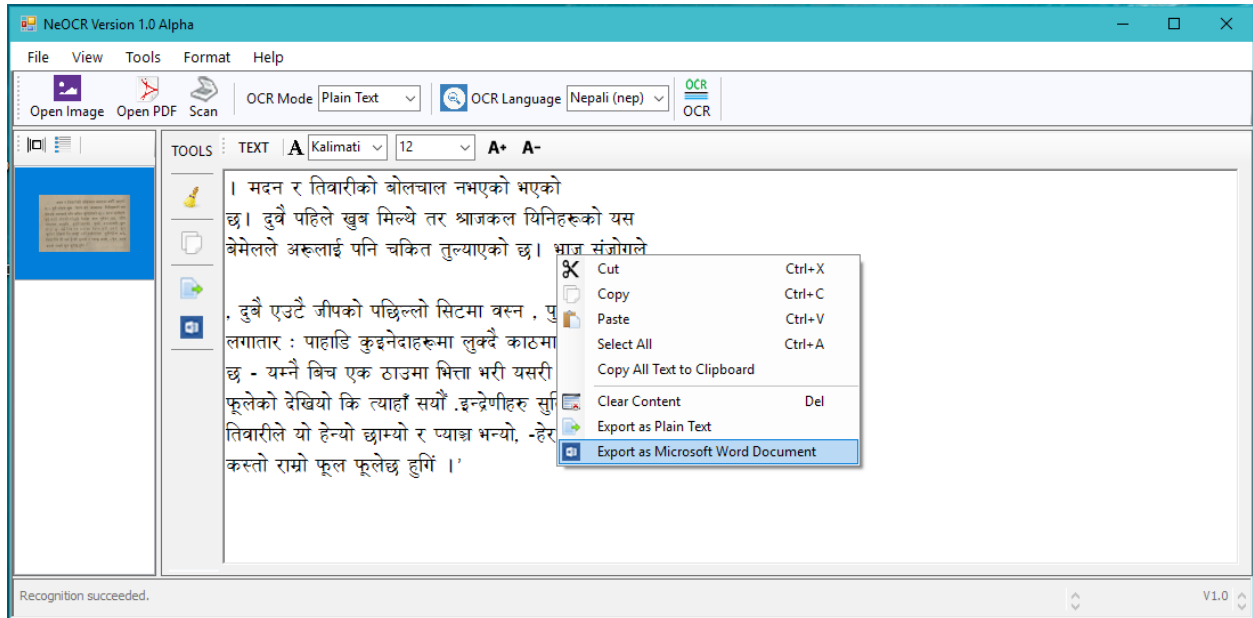 NeOCR Version 1.0 Alpha
File View Tools Format Help
Open Image Open PDF Scan OCR Mode Plain Text OCR Language Nepali (nep) OCR OCR
TOOLS TEXT A Kalimati 12 A+ A-
। मदन र तिवारीको बोलचाल नभएको भएको
छ। दुवै पहिले खुब मिल्थे तर श्राजकल यिनिहरूको यस
बेमेलले अरूलाई पनि चकित तुल्याएको छ। भाज संजोगले
, दुबै एउटै जीपको पछिल्लो सिटमा वस्न , पु
लगातार : पाहाडि कुइनेदाहरूमा लुक्दै काठमा
छ - यम्नै बिच एक ठाउमा भित्ता भरी यसरी
फूलेको देखियो कि त्याहाँ सयौं .इन्द्रेणीहरु
तिवारीले यो हेन्यो छाम्यो र भन्यो, -हेर
कस्तो राम्रो फूल फूलेछ हुगिं ।'
Cut Ctrl+X
Copy Ctrl+C
Paste Ctrl+V
Select All Ctrl+A
Copy All Text to Clipboard
Clear Content Del
Export as Plain Text
Export as Microsoft Word Document
Recognition succeeded. V1.0